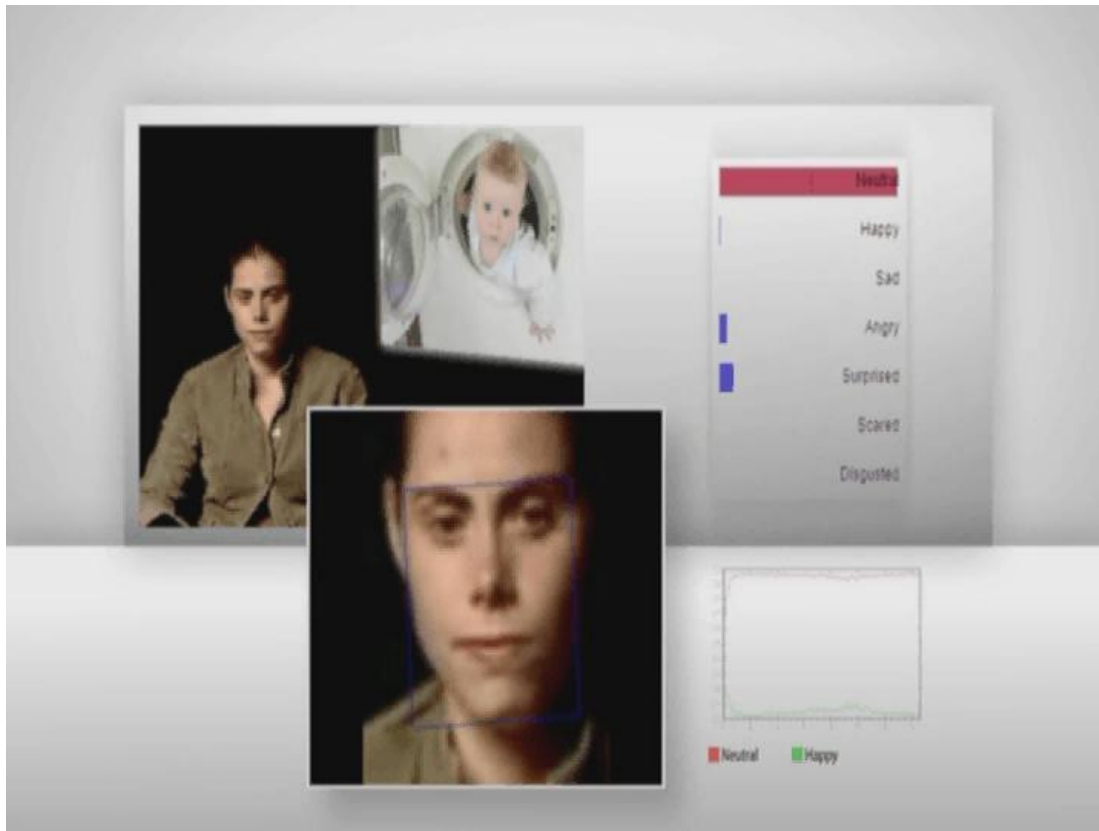 Neutral
Happy
Sad
Angry
Surprised
Scared
Disgusted
Neutral Happy